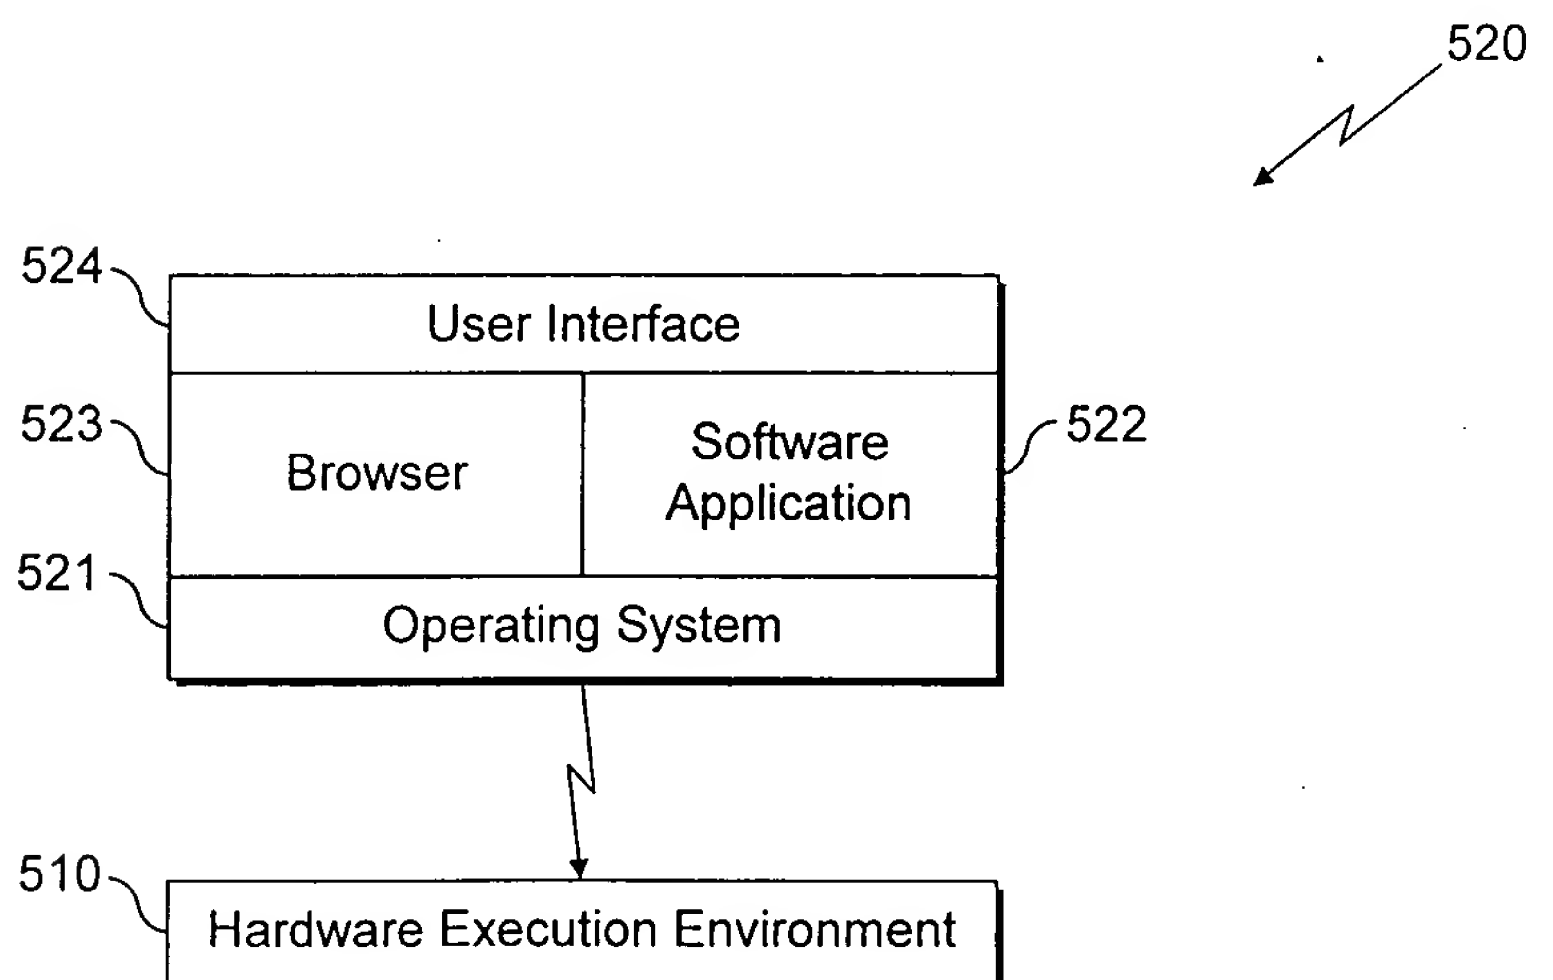 520
524
User Interface
523
Browser
Software
Application
522
521
Operating System
510
Hardware Execution Environment